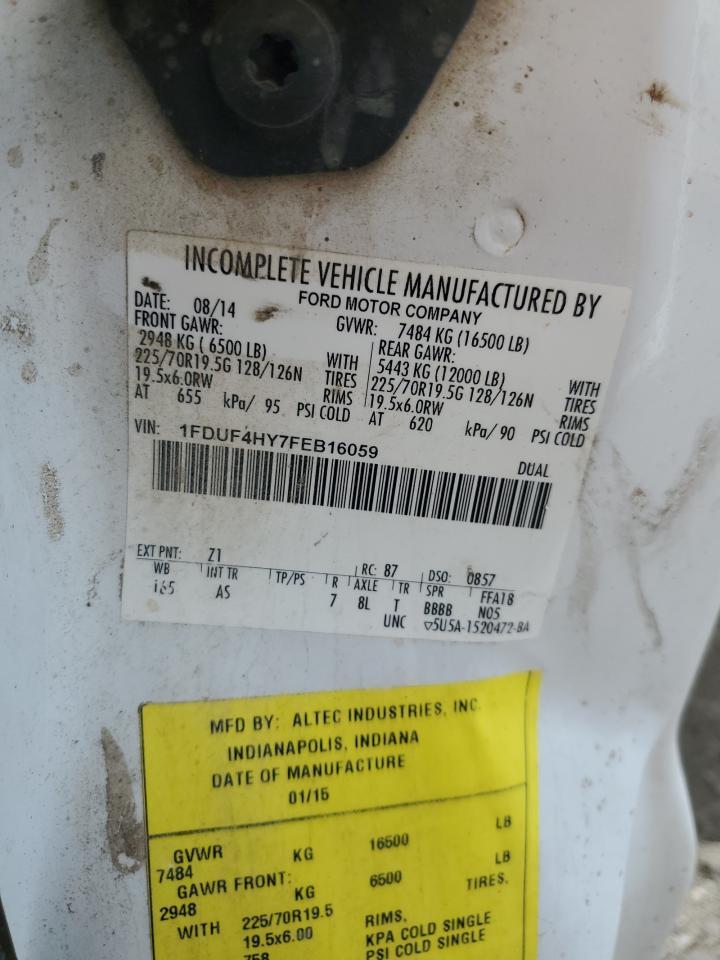 INCOMPLETE VEHICLE MANUFACTURED BY
FORD MOTOR COMPANY
DATE: 08/14 GVWR: 7484 KG (16500 LB)
FRONT GAWR: REAR GAWR:
2948 KG ( 6500 LB) WITH 5443 KG (12000 LB) WITH
225/70R19.5G 128/126N TIRES 225/70R19.5G 128/126N TIRES
19.5x6.0RW RIMS 19.5x6.0RW RIMS
AT 655 kPa/ 95 PSI COLD AT 620 kPa/ 90 PSI COLD
VIN: 1FDUF4HY7FEB16059
DUAL
EXT PNT: Z1 RC: 87 DSO: 0857
WB INT TR TP/PS R AXLE TR SPR FFA18
165 AS 7 8L T BBBB N05
UNC ▽5U5A-1520472-BA
MFD BY: ALTEC INDUSTRIES, INC.
INDIANAPOLIS, INDIANA
DATE OF MANUFACTURE
01/15
GVWR KG 16500 LB
7484
GAWR FRONT: KG 6500 LB
2948
WITH 225/70R19.5 TIRES.
19.5x6.00 RIMS.
758 KPA COLD SINGLE
PSI COLD SINGLE